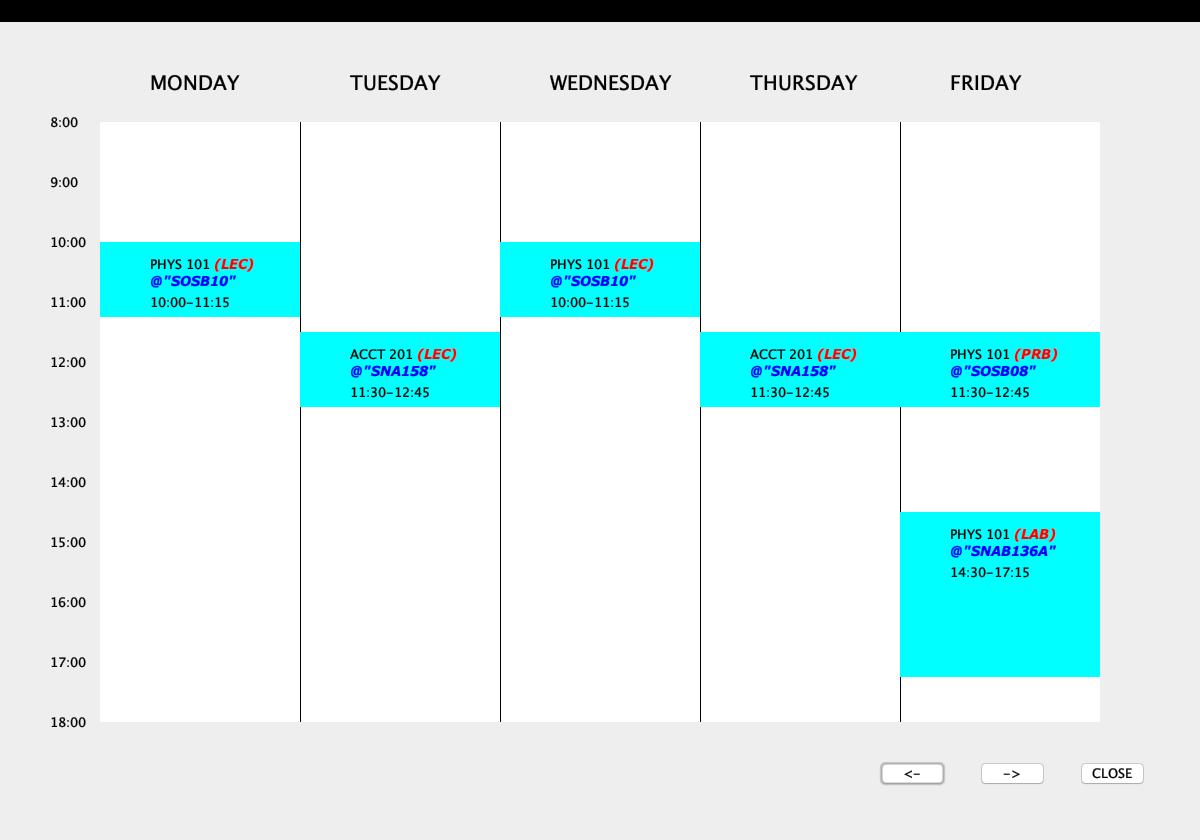 MONDAY TUESDAY WEDNESDAY THURSDAY FRIDAY
8:00
9:00
10:00
PHYS 101 (LEC) PHYS 101 (LEC)
@"SOSB10" @"SOSB10"
11:00 10:00-11:15 10:00-11:15
ACCT 201 (LEC) ACCT 201 (LEC) PHYS 101 (PRB)
12:00 @"SNA158" @"SNA158" @"SOSB08"
11:30-12:45 11:30-12:45 11:30-12:45
13:00
14:00
PHYS 101 (LAB)
15:00 @"SNAB136A"
14:30-17:15
16:00
17:00
18:00
<- -> CLOSE